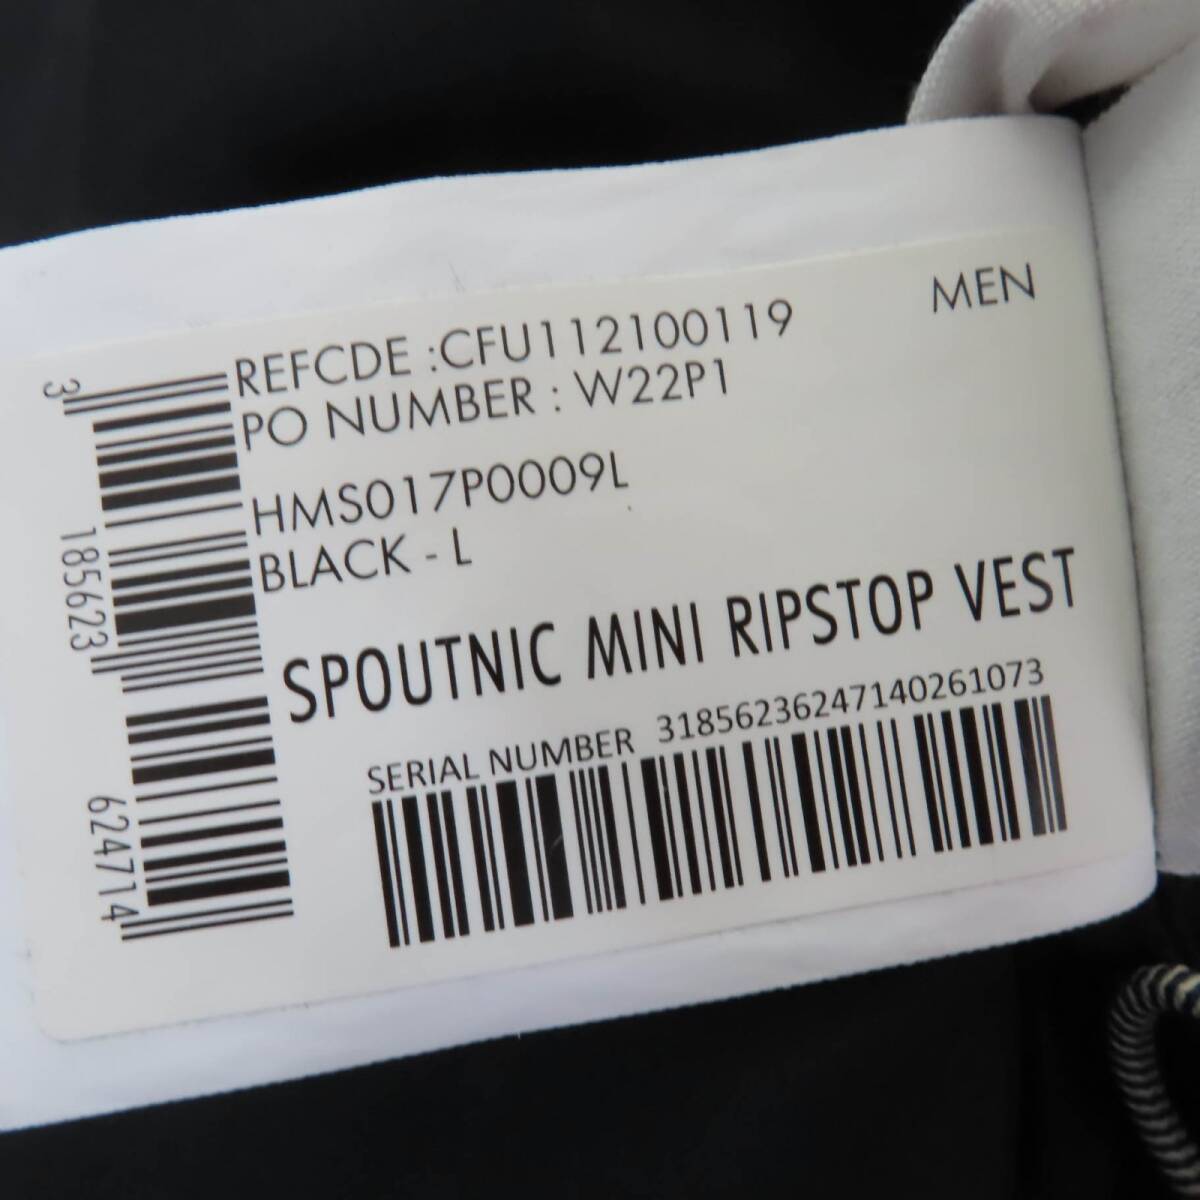 MEN
REFCDE :CFU112100119
PO NUMBER : W22P1
HMS017P0009L
BLACK - L
SPOUTNIC MINI RIPSTOP VEST
SERIAL NUMBER 31856236247140261073
3 185623 624714